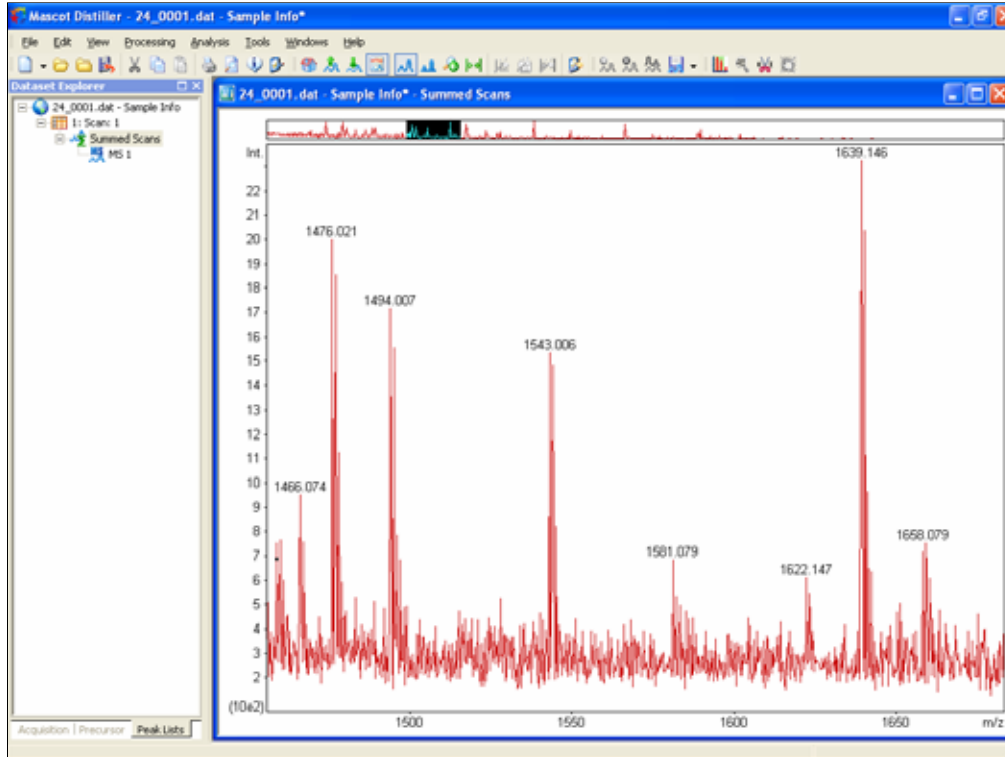 Mascot Distiller - 24_0001.dat - Sample Info*
File Edit View Processing Analysis Tools Windows Help
Dataset Explorer
24_0001.dat - Sample Info
1: Scan: 1
Summed Scans
MS 1
Acquisition Precursor Peak Lists
24_0001.dat - Sample Info* - Summed Scans
Int.
1639.146
22
21
1476.021
20
19
18
1494.007
17
16
1543.006
15
14
13
12
11
10
1466.074
9
8
1658.079
7
1581.079
6
1622.147
5
4
3
2
(10e2)
1500 1550 1600 1650 m/z